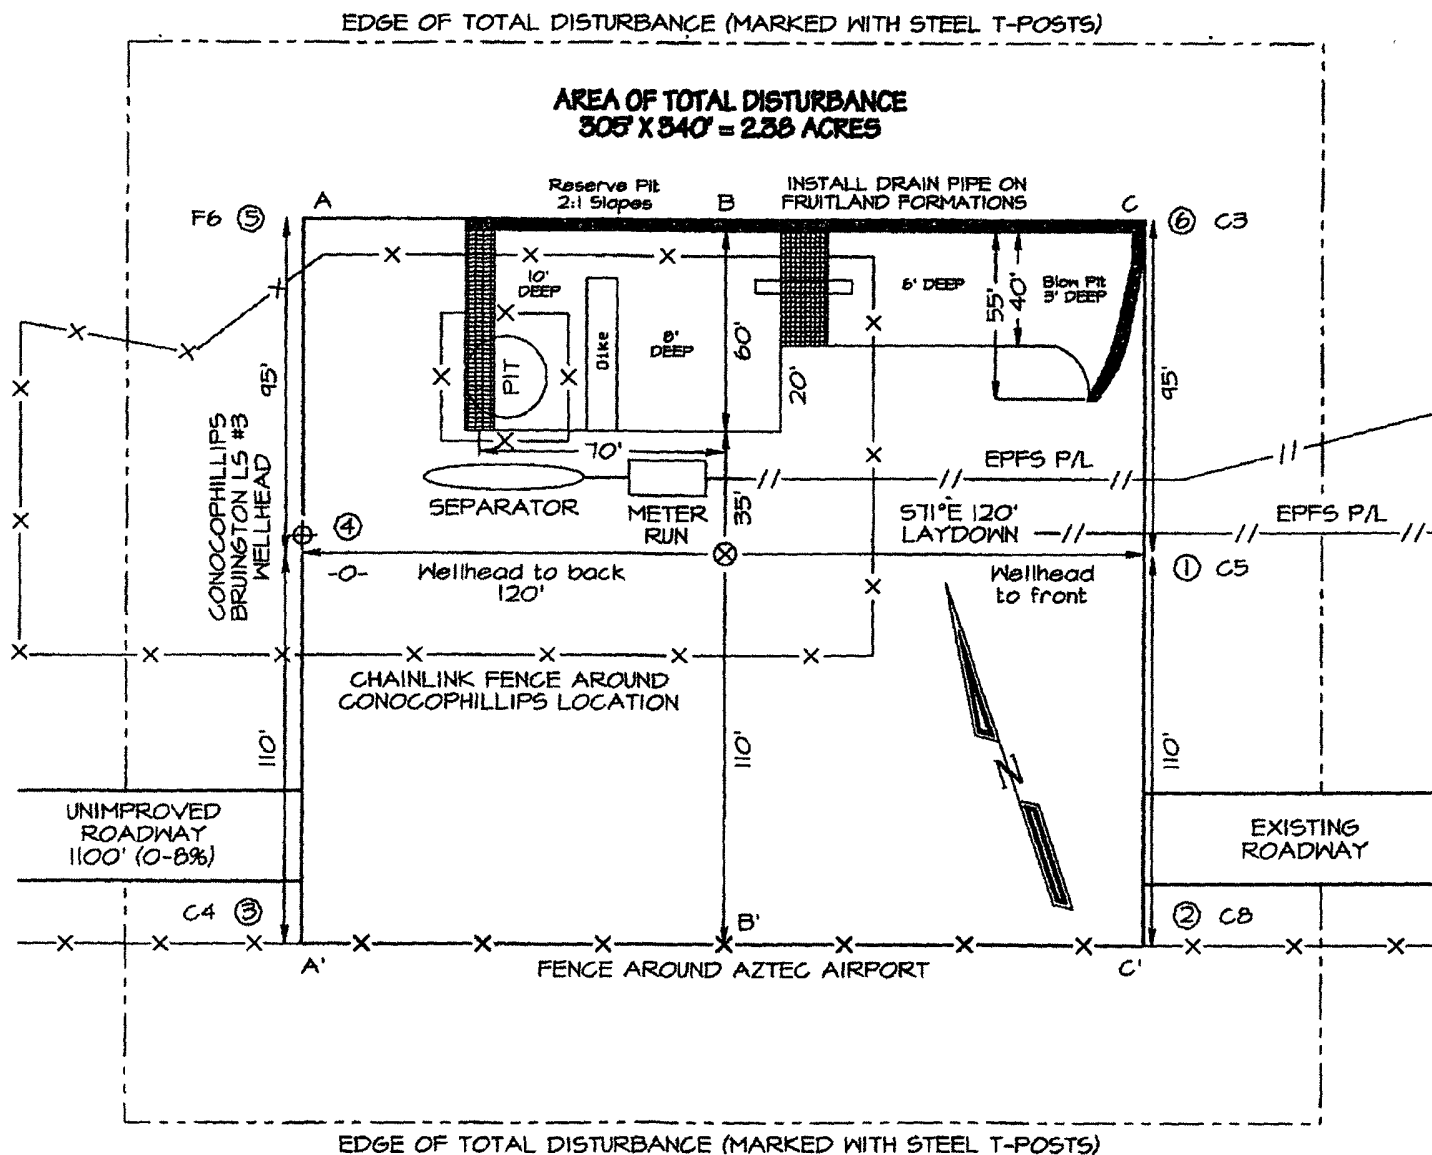 EDGE OF TOTAL DISTURBANCE (MARKED WITH STEEL T-POSTS)
AREA OF TOTAL DISTURBANCE
305' X 340' = 2.38 ACRES
Reserve Pit
2:1 Slopes
INSTALL DRAIN PIPE ON
FRUITLAND FORMATIONS
A
B
C
F6 ⑤
⑥ C3
10'
DEEP
Dike
8'
DEEP
60'
6' DEEP
55'
40'
Blow Pit
3' DEEP
PIT
20'
95'
95'
70'
CONOCOPHILLIPS
BRUINGTON LS #3
WELLHEAD
SEPARATOR
METER
RUN
35'
EPFS P/L
S71°E 120'
LAYDOWN
EPFS P/L
④
-0-
Wellhead to back
120'
Wellhead
to front
① C5
CHAINLINK FENCE AROUND
CONOCOPHILLIPS LOCATION
110'
110'
110'
N
UNIMPROVED
ROADWAY
1100' (0-8%)
EXISTING
ROADWAY
C4 ③
② C8
A'
B'
C'
FENCE AROUND AZTEC AIRPORT
EDGE OF TOTAL DISTURBANCE (MARKED WITH STEEL T-POSTS)